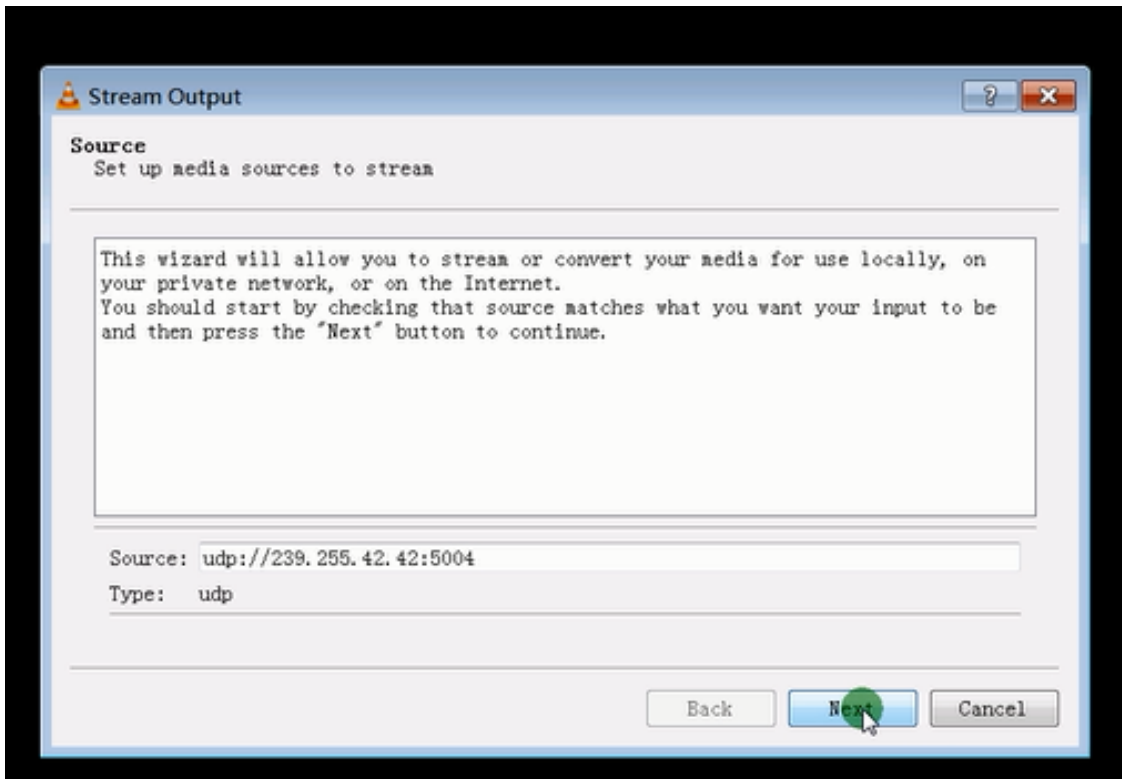 Stream Output
Source
Set up media sources to stream
This wizard will allow you to stream or convert your media for use locally, on
your private network, or on the Internet.
You should start by checking that source matches what you want your input to be
and then press the "Next" button to continue.
Source: udp://239.255.42.42:5004
Type: udp
Back Next Cancel